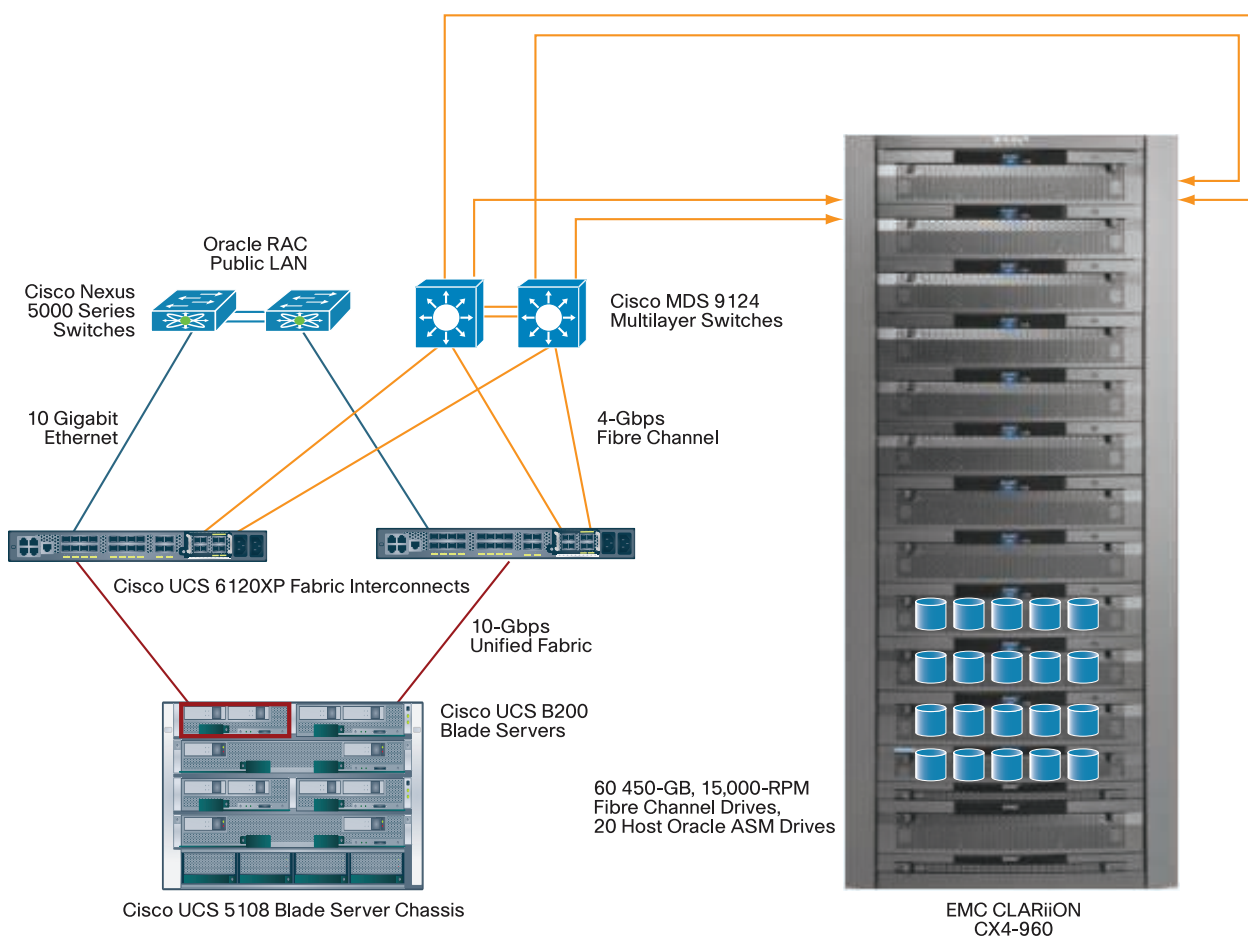 Oracle RAC
Public LAN
Cisco Nexus
5000 Series
Switches
Cisco MDS 9124
Multilayer Switches
10 Gigabit
Ethernet
4-Gbps
Fibre Channel
Cisco UCS 6120XP Fabric Interconnects
10-Gbps
Unified Fabric
Cisco UCS B200
Blade Servers
60 450-GB, 15,000-RPM
Fibre Channel Drives,
20 Host Oracle ASM Drives
Cisco UCS 5108 Blade Server Chassis
EMC CLARiiON
CX4-960